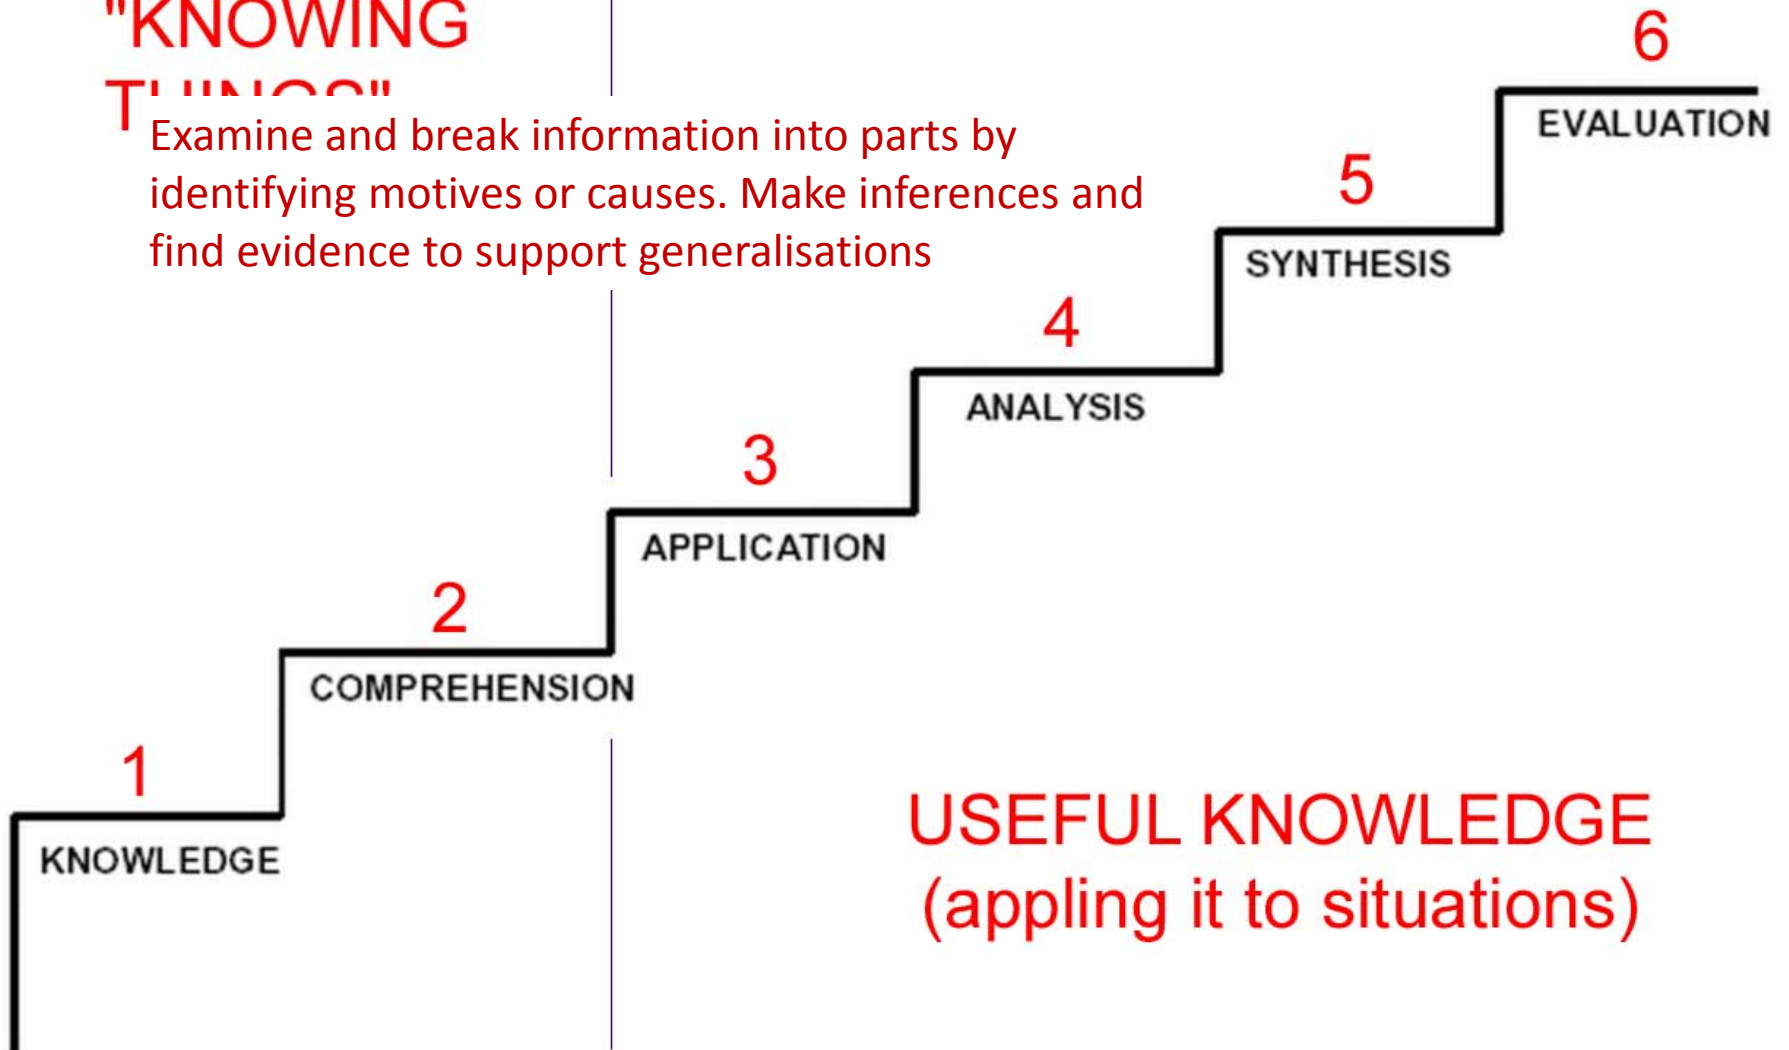 "KNOWING
THINGS"
Examine and break information into parts by
identifying motives or causes. Make inferences and
find evidence to support generalisations
6
EVALUATION
5
SYNTHESIS
4
ANALYSIS
3
APPLICATION
2
COMPREHENSION
1
KNOWLEDGE
USEFUL KNOWLEDGE
(appling it to situations)